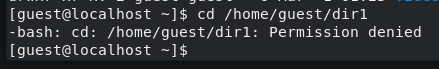 [guest@localhost ~]$ cd /home/guest/dir1
-bash: cd: /home/guest/dir1: Permission denied
[guest@localhost ~]$